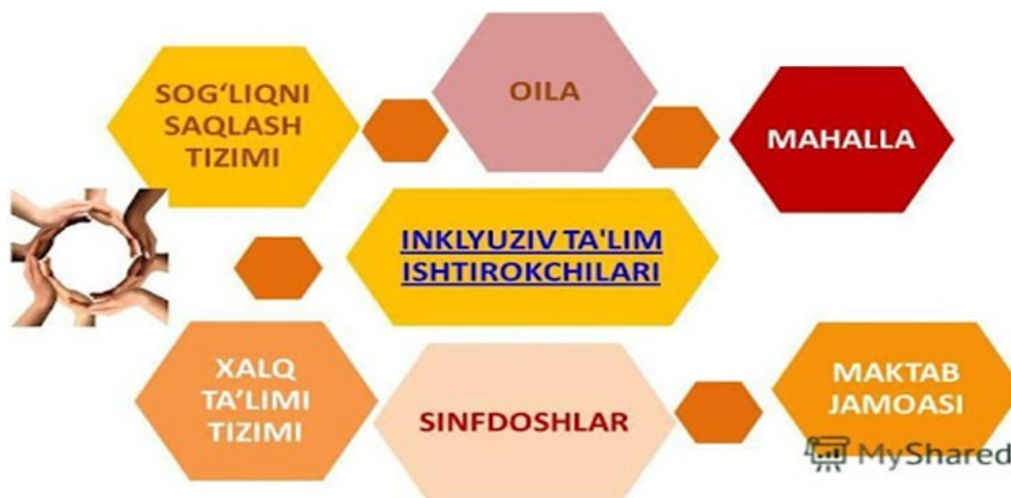 SOG‘LIQNI
SAQLASH
TIZIMI
OILA
MAHALLA
INKLYUZIV TA'LIM
ISHTIROKCHILARI
XALQ
TA’LIMI
TIZIMI
SINFDOSHLAR
MAKTAB
JAMOASI
MyShared